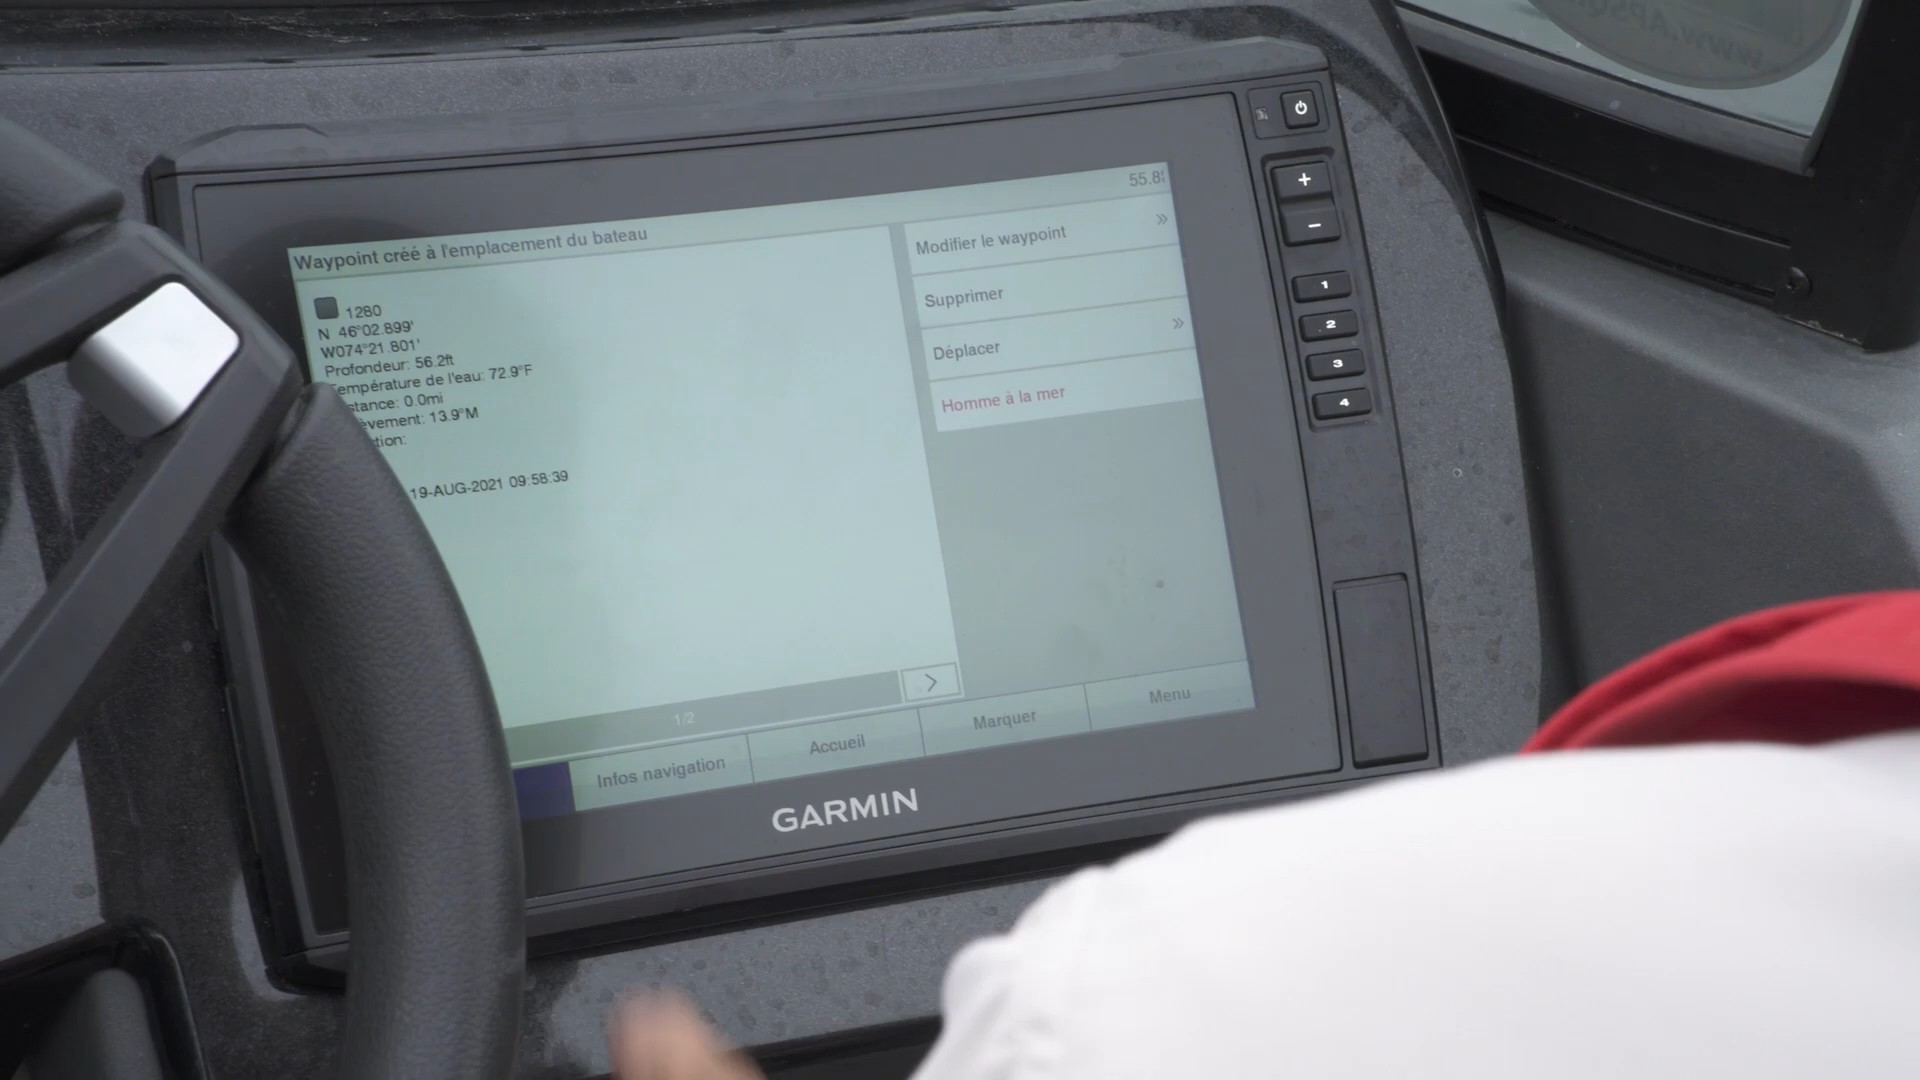 55.8
Waypoint créé à l'emplacement du bateau
1280
N 46°02.899'
W074°21.801'
Profondeur: 56.2ft
Température de l'eau: 72.9°F
stance: 0.0mi
èvement: 13.9°M
tion:
19-AUG-2021 09:58:39
Modifier le waypoint
Supprimer
Déplacer
Homme à la mer
1/2
Infos navigation
Accueil
Marquer
Menu
GARMIN
+
-
1
2
3
4